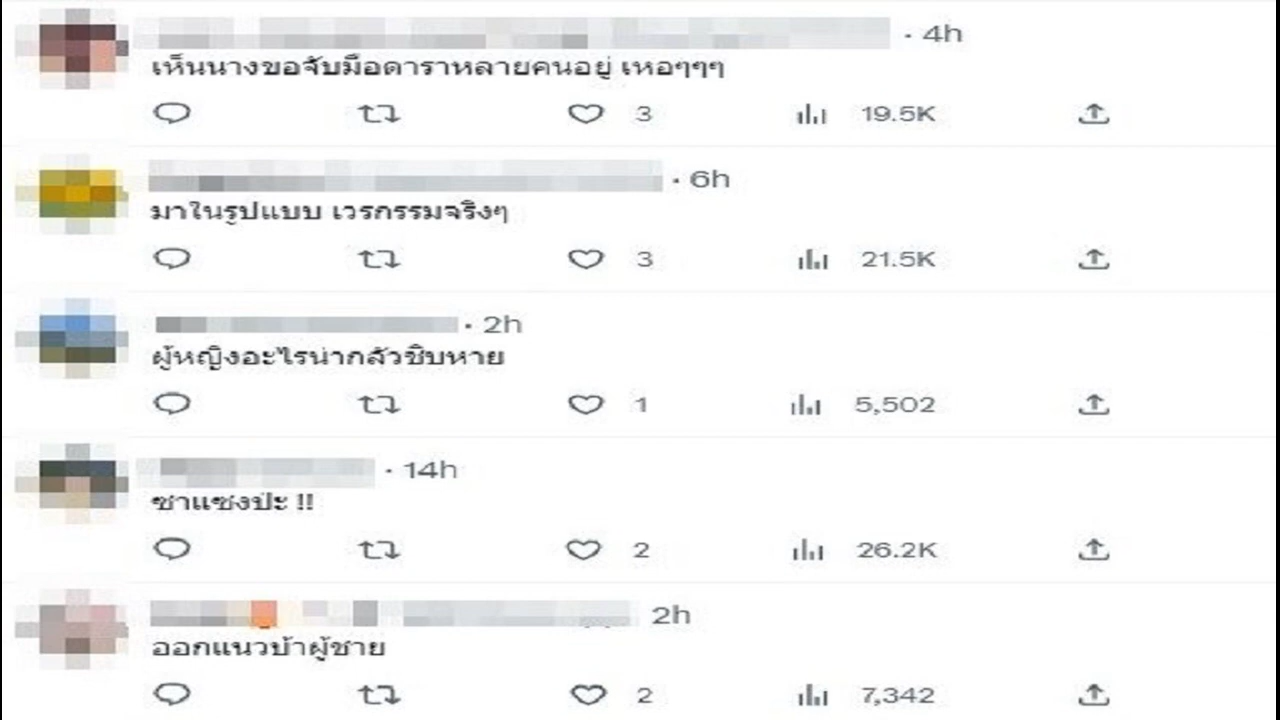 · 4h
เห็นนางขอจับมือดาราหลายคนอยู่ เหอๆๆๆ
3 19.5K
· 6h
มาในรูปแบบ เวรกรรมจริงๆ
3 21.5K
· 2h
ผู้หญิงอะไรน่ากลัวชิบหาย
1 5,502
· 14h
ซาแซงป่ะ !!
2 26.2K
2h
ออกแนวบ้าผู้ชาย
2 7,342